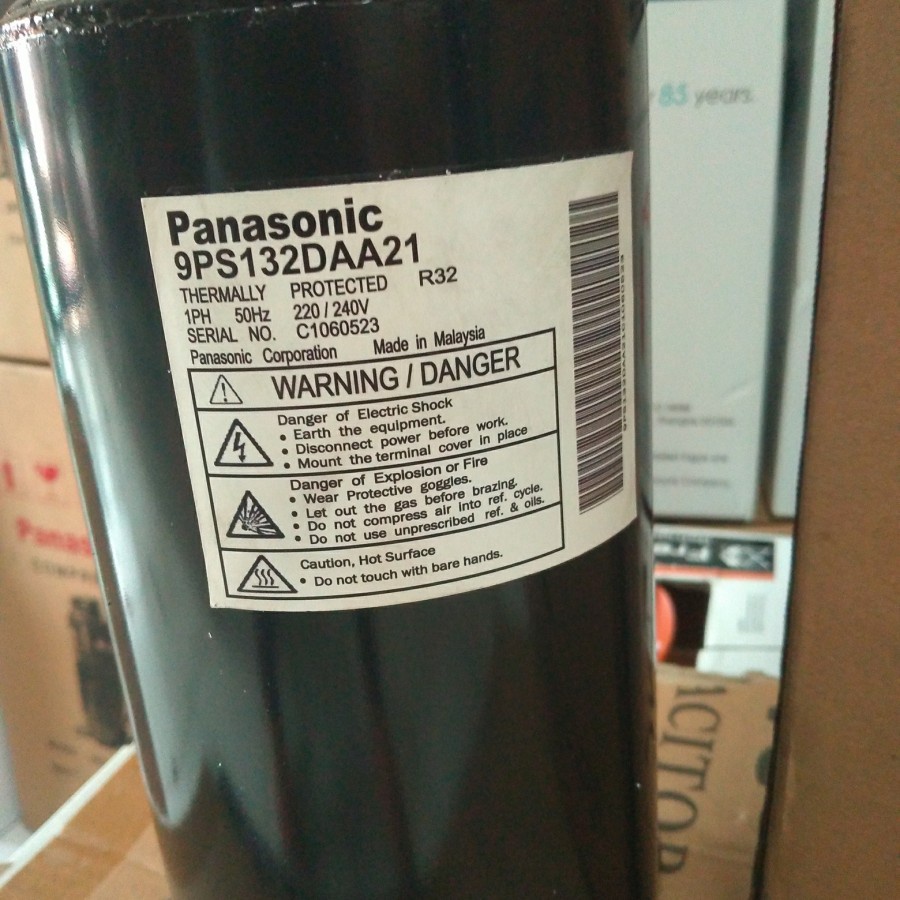 Panasonic
9PS132DAA21
THERMALLY PROTECTED R32
1PH 50Hz 220 / 240V
SERIAL NO. C1060523
Panasonic Corporation Made in Malaysia
WARNING / DANGER
Danger of Electric Shock
• Earth the equipment.
• Disconnect power before work.
• Mount the terminal cover in place
Danger of Explosion or Fire
• Wear Protective goggles.
• Let out the gas before brazing.
• Do not compress air into ref. cycle.
• Do not use unprescribed ref. & oils.
Caution, Hot Surface
• Do not touch with bare hands.
85 years.
Panas
ACITOR